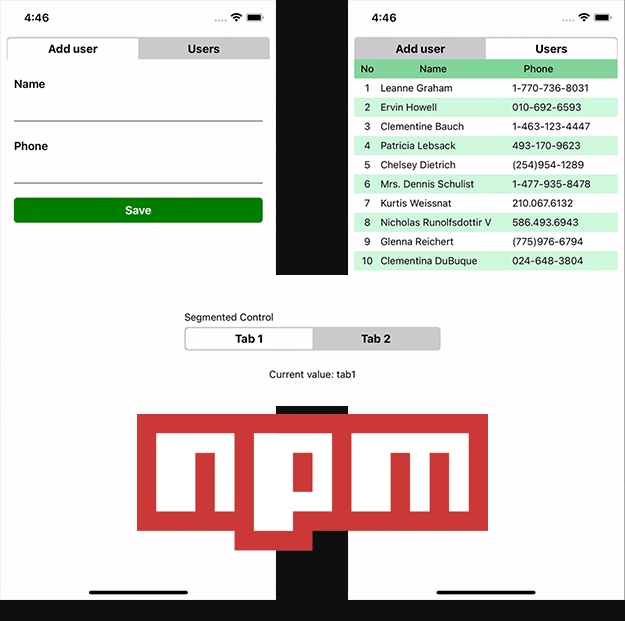 4:46
Add user Users
Name
Phone
Save
4:46
Add user Users
No Name Phone
1 Leanne Graham 1-770-736-8031
2 Ervin Howell 010-692-6593
3 Clementine Bauch 1-463-123-4447
4 Patricia Lebsack 493-170-9623
5 Chelsey Dietrich (254)954-1289
6 Mrs. Dennis Schulist 1-477-935-8478
7 Kurtis Weissnat 210.067.6132
8 Nicholas Runolfsdottir V 586.493.6943
9 Glenna Reichert (775)976-6794
10 Clementina DuBuque 024-648-3804
Segmented Control
Tab 1 Tab 2
Current value: tab1
npm